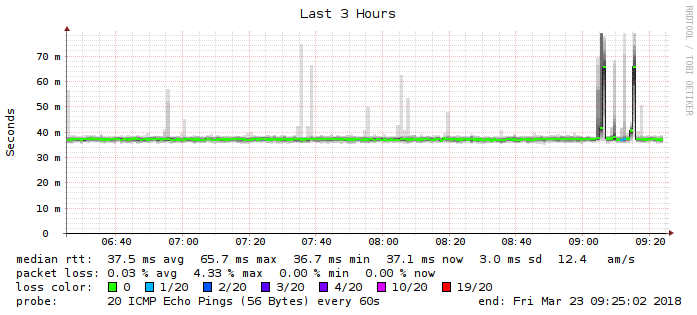 Last 3 Hours
RRDTOOL / TOBI OETIKER
Seconds
70 m
60 m
50 m
40 m
30 m
20 m
10 m
0
06:40 07:00 07:20 07:40 08:00 08:20 08:40 09:00 09:20
median rtt: 37.5 ms avg 65.7 ms max 36.7 ms min 37.1 ms now 3.0 ms sd 12.4 am/s
packet loss: 0.03 % avg 4.33 % max 0.00 % min 0.00 % now
loss color: 0 1/20 2/20 3/20 4/20 10/20 19/20
probe: 20 ICMP Echo Pings (56 Bytes) every 60s end: Fri Mar 23 09:25:02 2018